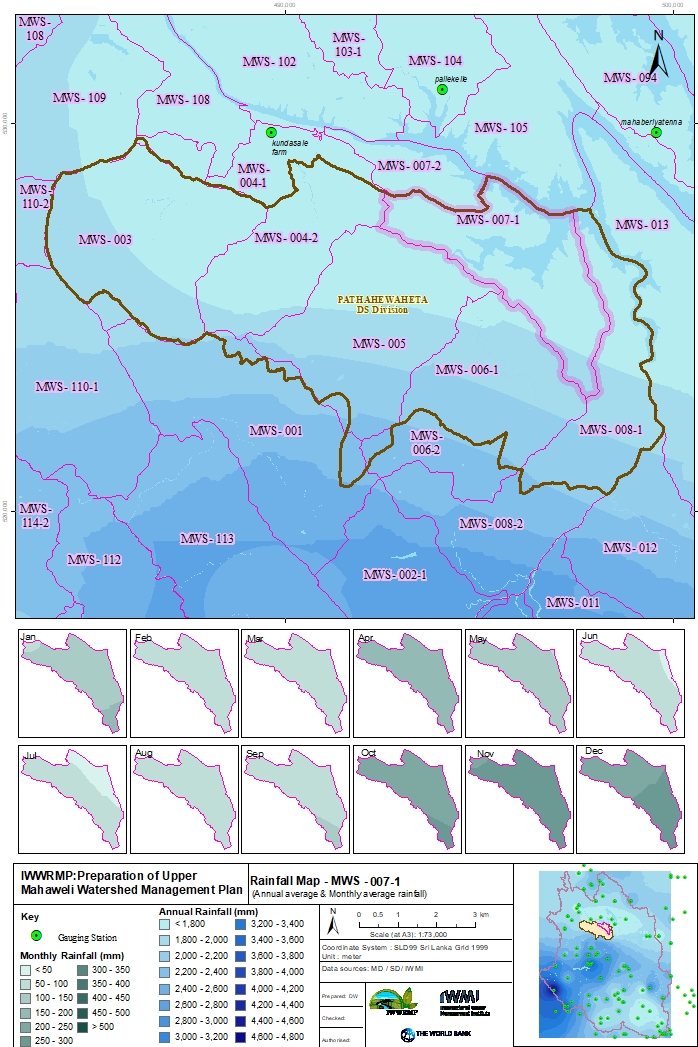 480,000
500,000
MWS-
108
MWS- 102
MWS-
103-1
MWS- 104
pallekelle
N
MWS- 094
MWS- 109
MWS- 108
MWS- 105
mahaberiyatenna
530,000
kundasale
farm
MWS-
004-1
MWS- 007-2
MWS-
110-2
MWS- 007-1
MWS- 013
MWS- 003
MWS- 004-2
PATHAHEWAHETA
DS Division
MWS- 005
MWS- 006-1
MWS- 110-1
MWS- 001
MWS-
006-2
MWS- 008-1
MWS-
114-2
520,000
MWS- 008-2
MWS- 113
MWS- 112
MWS- 012
MWS- 002-1
MWS- 011
Jan
Feb
Mar
Apr
May
Jun
Jul
Aug
Sep
Oct
Nov
Dec
IWWRMP:Preparation of Upper
Mahaweli Watershed Management Plan
Rainfall Map - MWS - 007-1
(Annual average & Monthly average rainfall)
Key
Gauging Station
Monthly Rainfall (mm)
< 50
50 - 100
100 - 150
150 - 200
200 - 250
250 - 300
300 - 350
350 - 400
400 - 450
450 - 500
> 500
Annual Rainfall (mm)
< 1,800
1,800 - 2,000
2,000 - 2,200
2,200 - 2,400
2,400 - 2,600
2,600 - 2,800
2,800 - 3,000
3,000 - 3,200
3,200 - 3,400
3,400 - 3,600
3,600 - 3,800
3,800 - 4,000
4,000 - 4,200
4,200 - 4,400
4,400 - 4,600
4,600 - 4,800
N
0 0.5 1 2 3 km
Scale (at A3): 1:73,000
Coordinate System : SLD99 Sri Lanka Grid 1999
Unit : meter
Data sources: MD / SD/ IWMI
Prepared: DW
Checked:
Authorised:
IWWRMP
IWMI
International Water
Management Institute
THE WORLD BANK